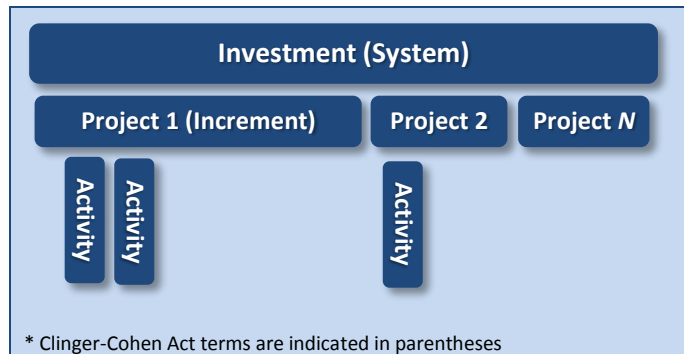 Investment (System)
Project 1 (Increment)
Project 2
Project N
Activity
Activity
Activity
* Clinger-Cohen Act terms are indicated in parentheses